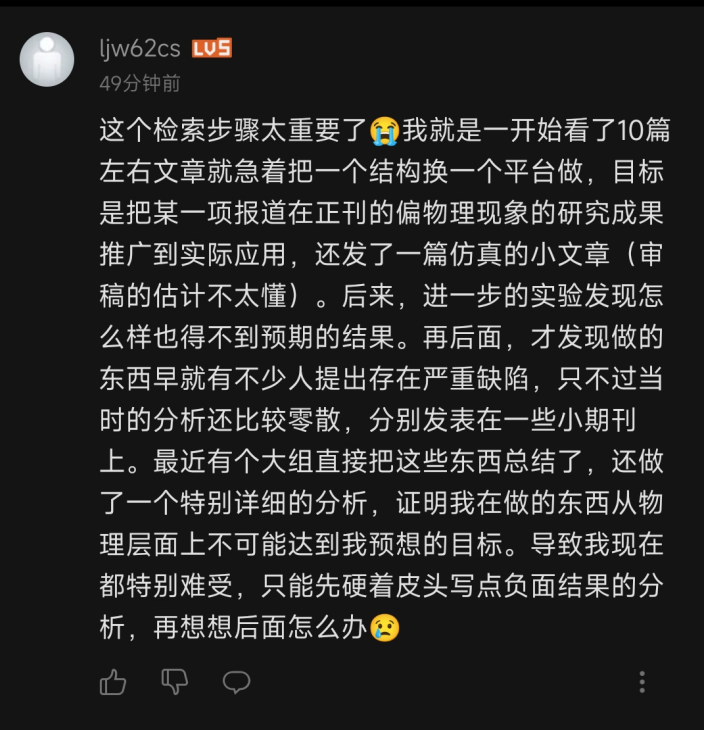 ljw62cs LV5
49分钟前
这个检索步骤太重要了😭我就是一开始看了10篇
左右文章就急着把一个结构换一个平台做，目标
是把某一项报道在正刊的偏物理现象的研究成果
推广到实际应用，还发了一篇仿真的小文章（审
稿的估计不太懂）。后来，进一步的实验发现怎
么样也得不到预期的结果。再后面，才发现做的
东西早就有不少人提出存在严重缺陷，只不过当
时的分析还比较零散，分别发表在一些小期刊
上。最近有个大组直接把这些东西总结了，还做
了一个特别详细的分析，证明我在做的东西从物
理层面上不可能达到我预想的目标。导致我现在
都特别难受，只能先硬着皮头写点负面结果的分
析，再想想后面怎么办😢